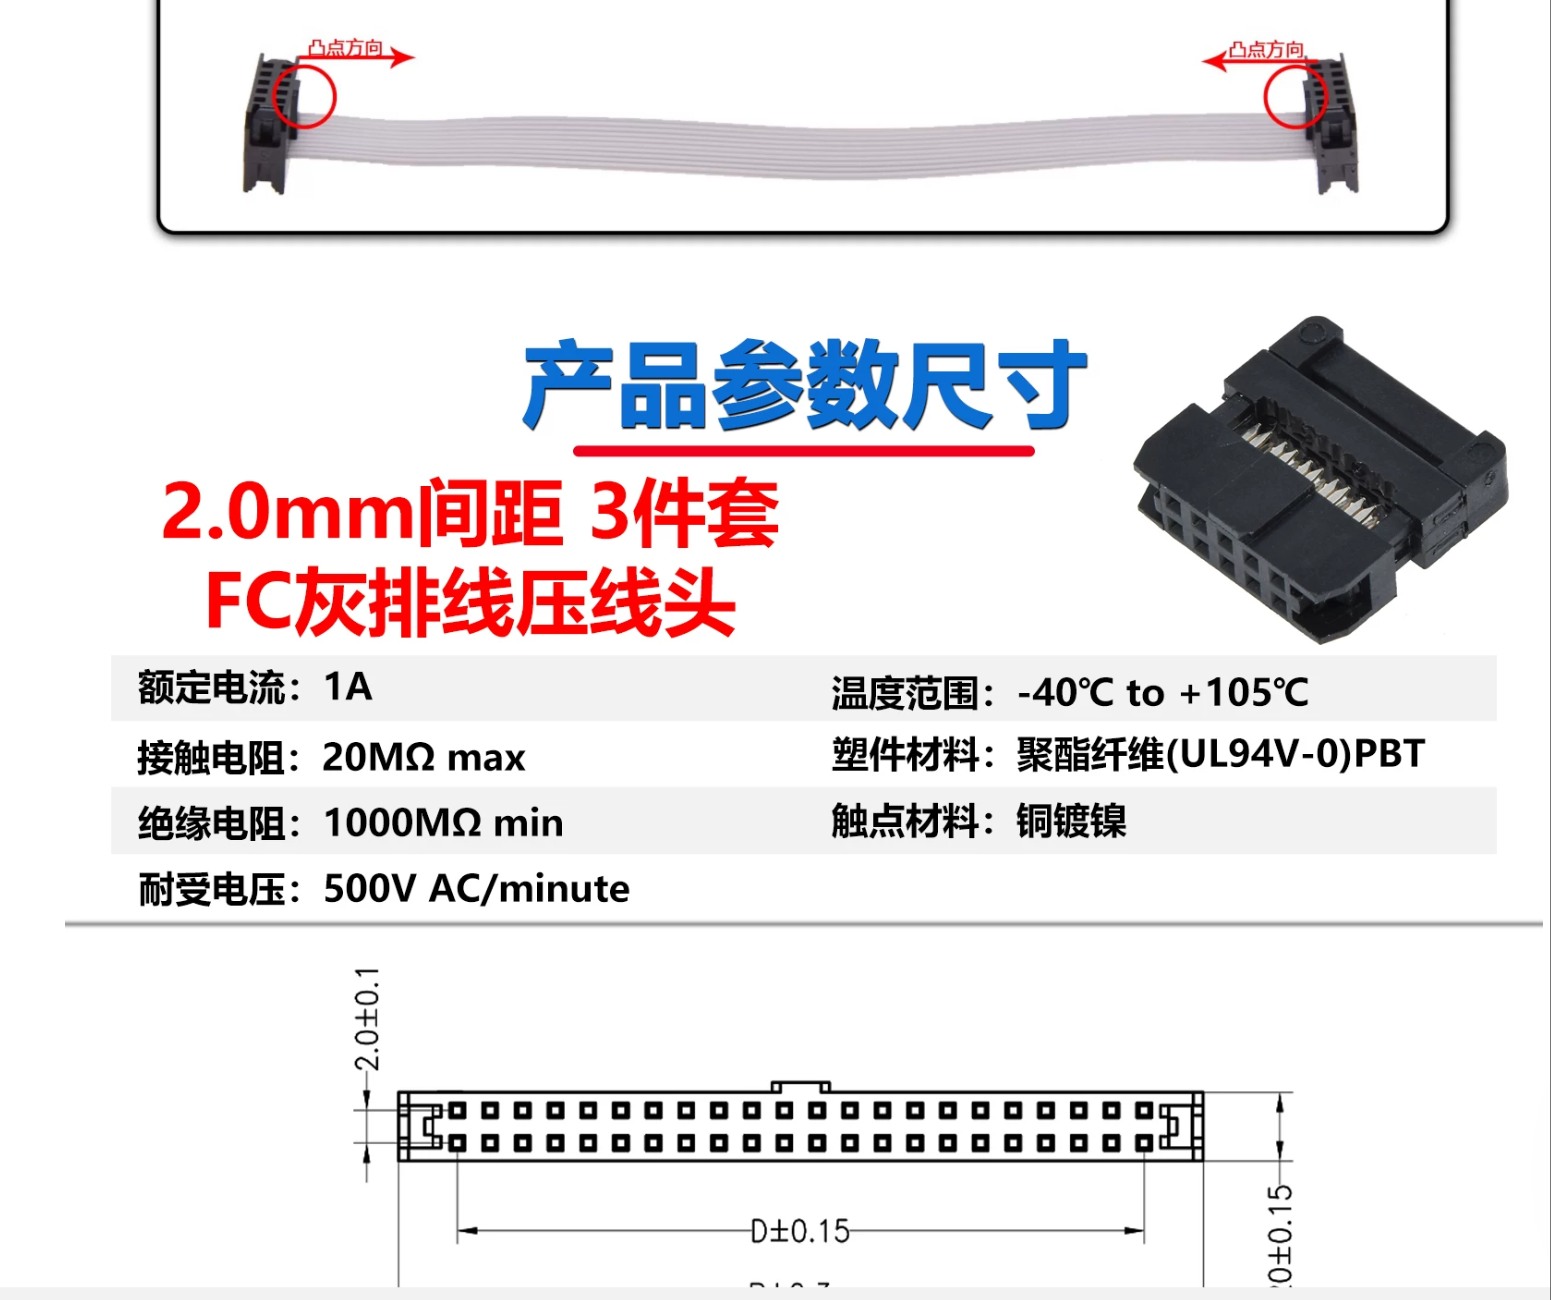 凸点方向
凸点方向
产品参数尺寸
2.0mm间距 3件套
FC灰排线压线头
额定电流：1A
温度范围：-40℃ to +105℃
接触电阻：20MΩ max
塑件材料：聚酯纤维(UL94V-0)PBT
绝缘电阻：1000MΩ min
触点材料：铜镀镍
耐受电压：500V AC/minute
2.0±0.1
D±0.15